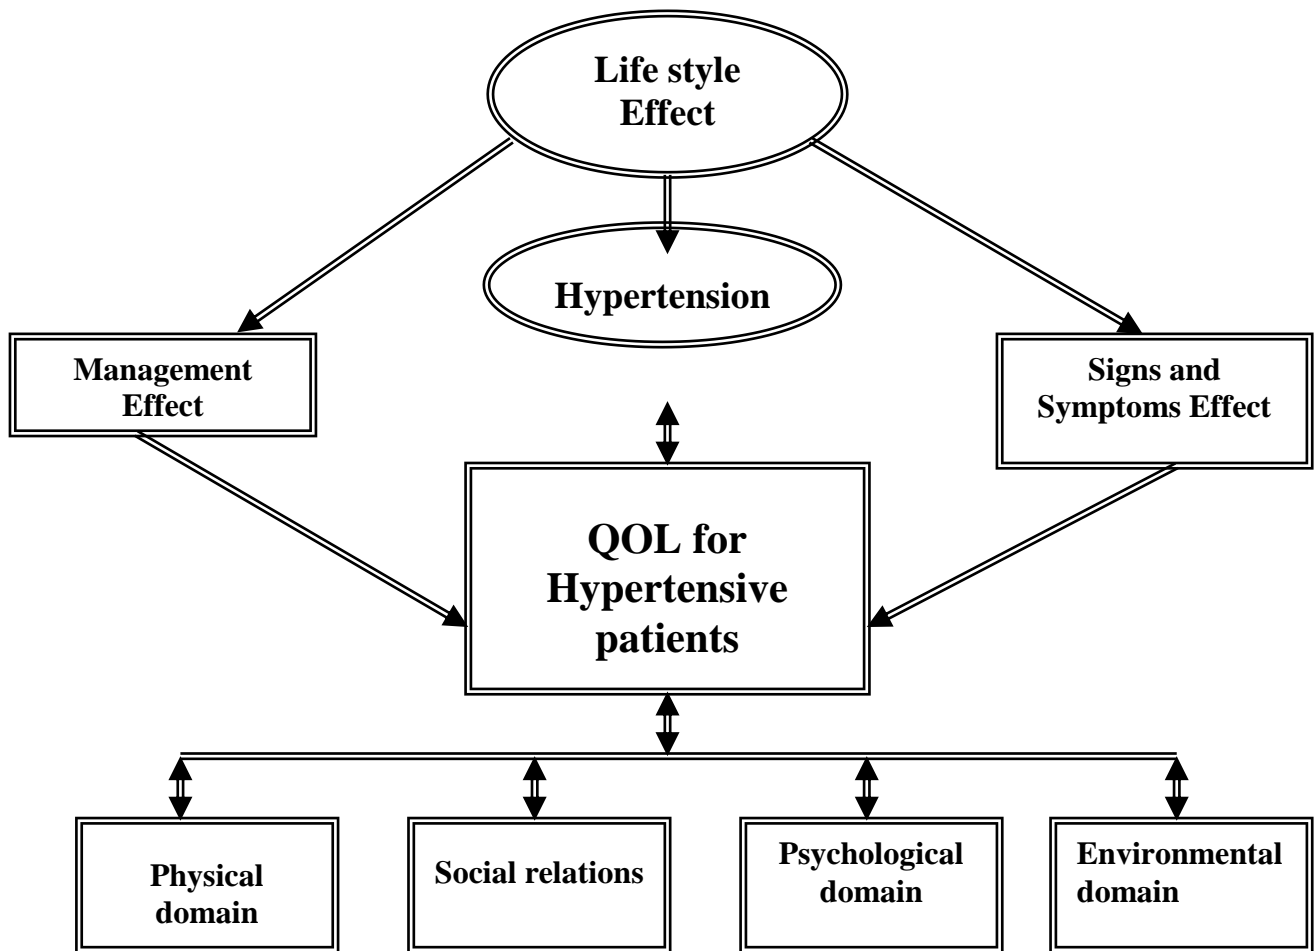 Life style
Effect
Hypertension
Management
Effect
Signs and
Symptoms Effect
QOL for
Hypertensive
patients
Physical
domain
Social relations
Psychological
domain
Environmental
domain